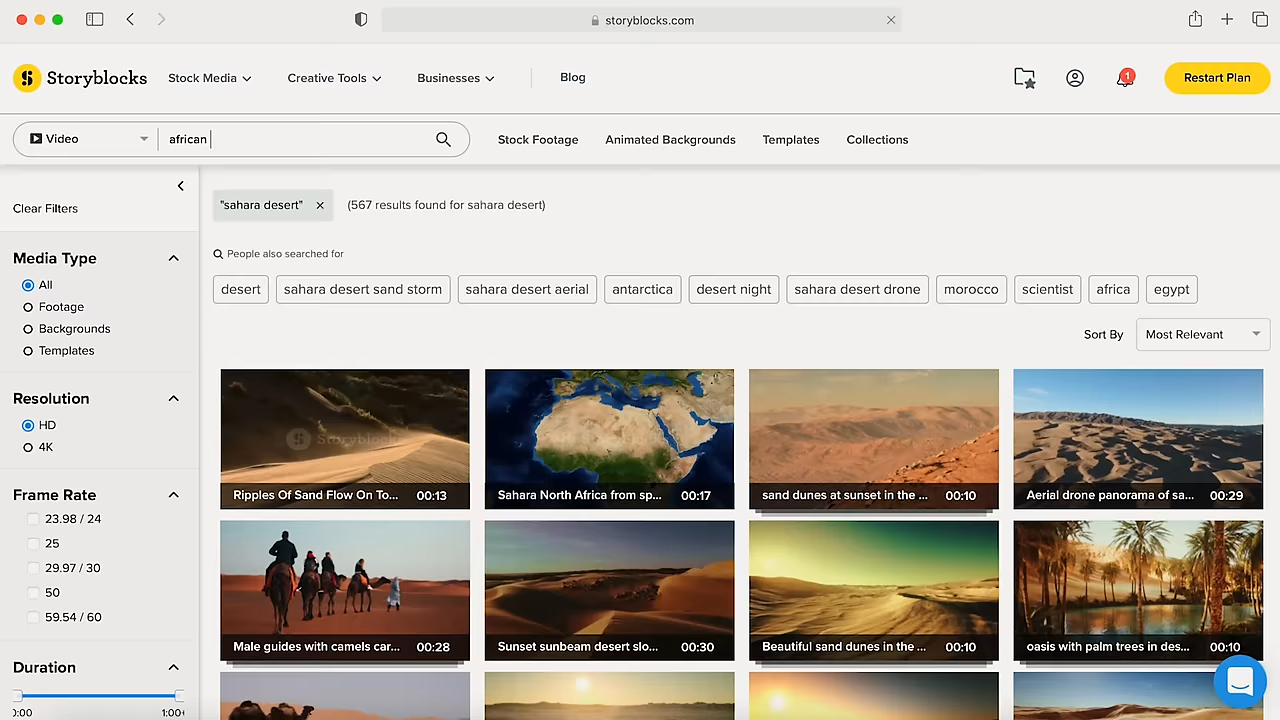 storyblocks.com
Storyblocks
Stock Media
Creative Tools
Businesses
Blog
1
Restart Plan
Video
african
Stock Footage
Animated Backgrounds
Templates
Collections
Clear Filters
"sahara desert"
(567 results found for sahara desert)
People also searched for
desert
sahara desert sand storm
sahara desert aerial
antarctica
desert night
sahara desert drone
morocco
scientist
africa
egypt
Sort By
Most Relevant
Media Type
All
Footage
Backgrounds
Templates
Resolution
HD
4K
Frame Rate
23.98 / 24
25
29.97 / 30
50
59.54 / 60
Duration
0:00
1:00+
Storyblocks
Ripples Of Sand Flow On To...
00:13
Sahara North Africa from sp...
00:17
sand dunes at sunset in the ...
00:10
Aerial drone panorama of sa...
00:29
Male guides with camels car...
00:28
Sunset sunbeam desert slo...
00:30
Beautiful sand dunes in the ...
00:10
oasis with palm trees in des...
00:10